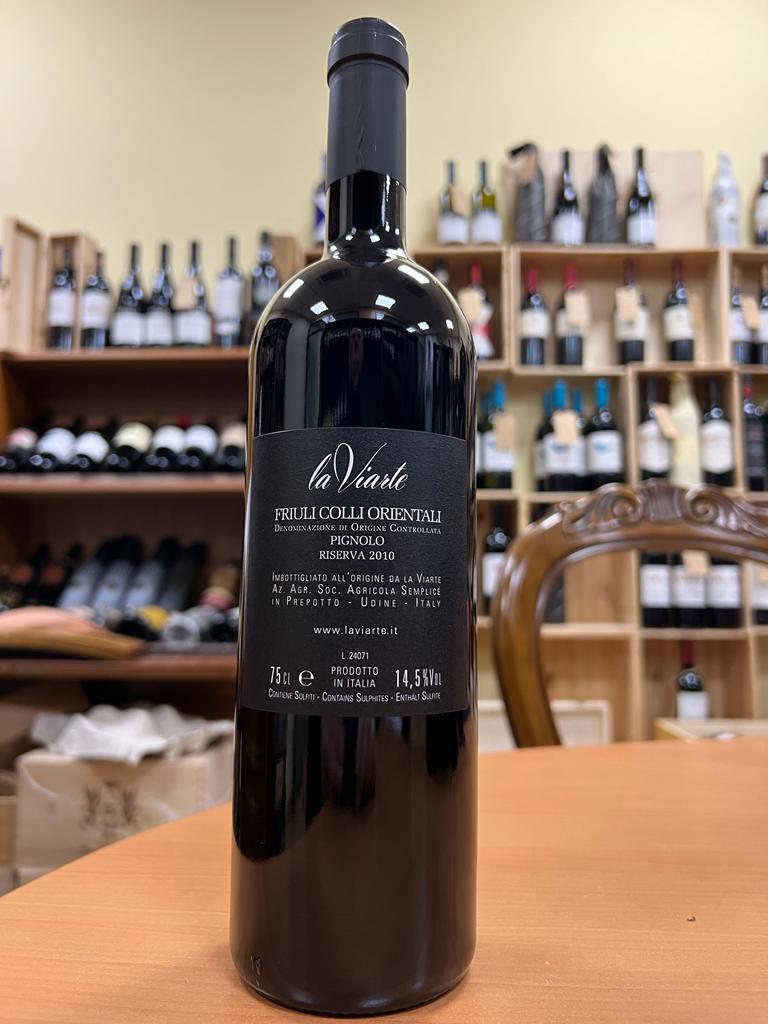 la Viarte
FRIULI COLLI ORIENTALI
DENOMINAZIONE DI ORIGINE CONTROLLATA
PIGNOLO
RISERVA 2010
IMBOTTIGLIATO ALL'ORIGINE DA LA VIARTE
AZ. AGR. SOC. AGRICOLA SEMPLICE
IN PREPOTTO - UDINE - ITALY
www.laviarte.it
L.24071
75 CL e PRODOTTO IN ITALIA 14,5%VOL
CONTIENE SOLFITI - CONTAINS SULPHITES - ENTHÄLT SULFITE